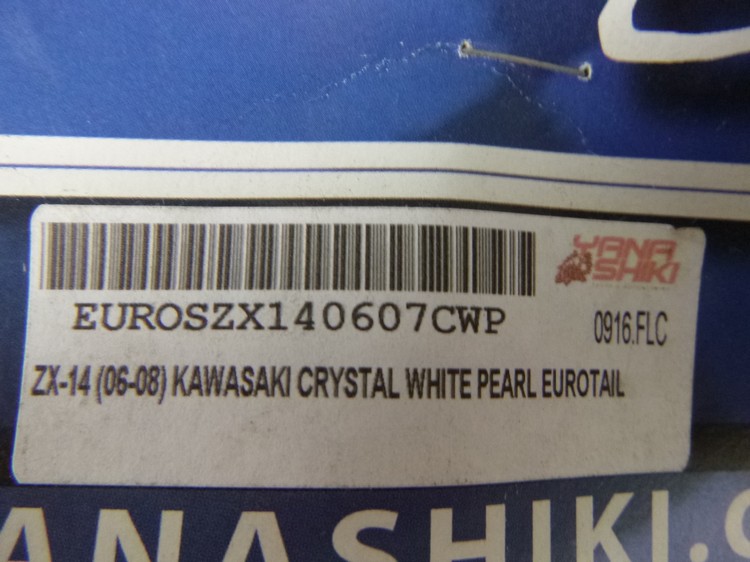 YANA
SHIKI
EUROSZX140607CWP
0916.FLC
ZX-14 (06-08) KAWASAKI CRYSTAL WHITE PEARL EUROTAIL
ANASHIKI.